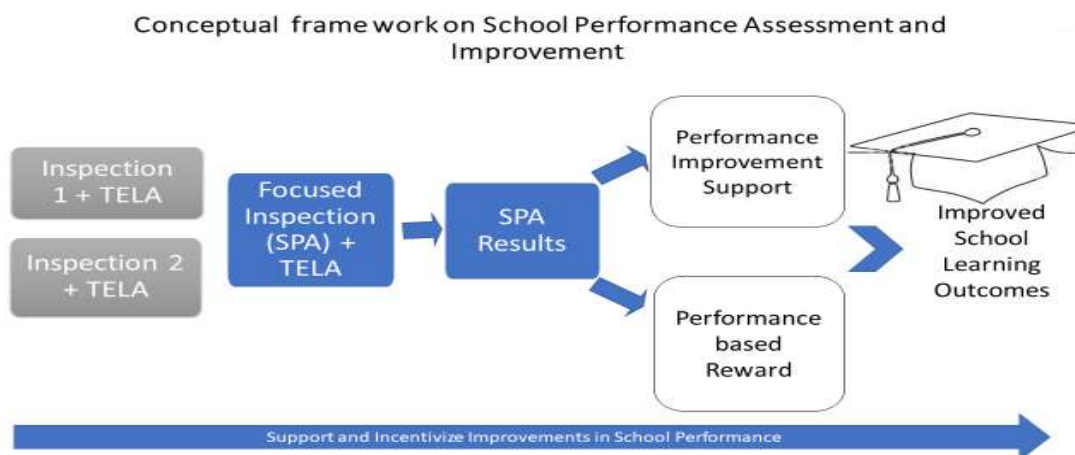 Conceptual frame work on School Performance Assessment and
Improvement
Inspection
1 + TELA
Inspection 2
+ TELA
Focused
Inspection
(SPA) +
TELA
SPA
Results
Performance
Improvement
Support
Performance
based
Reward
Improved
School
Learning
Outcomes
Support and Incentivize Improvements in School Performance